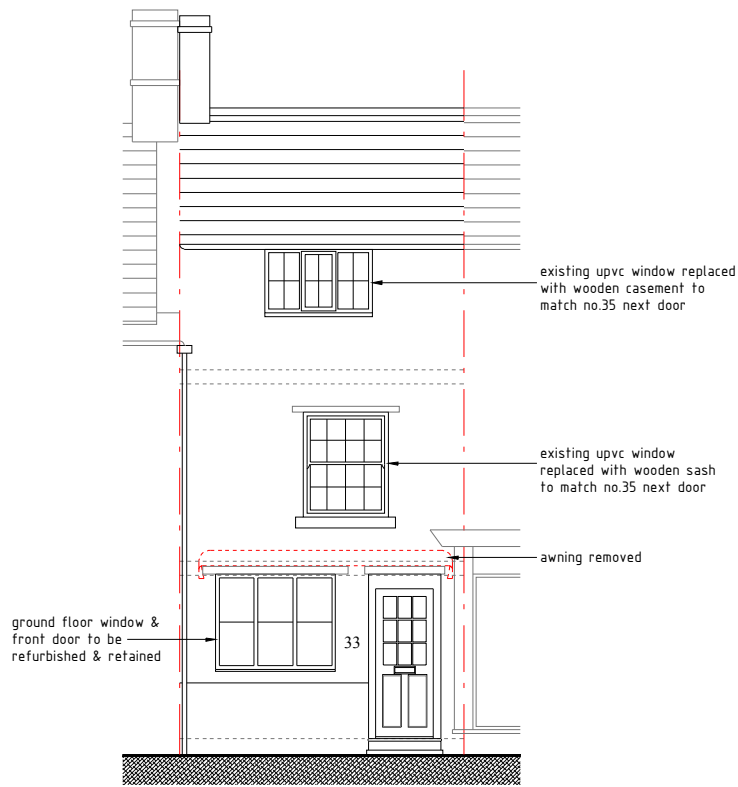 existing upvc window replaced
with wooden casement to
match no.35 next door
existing upvc window
replaced with wooden sash
to match no.35 next door
awning removed
ground floor window &
front door to be
refurbished & retained
33